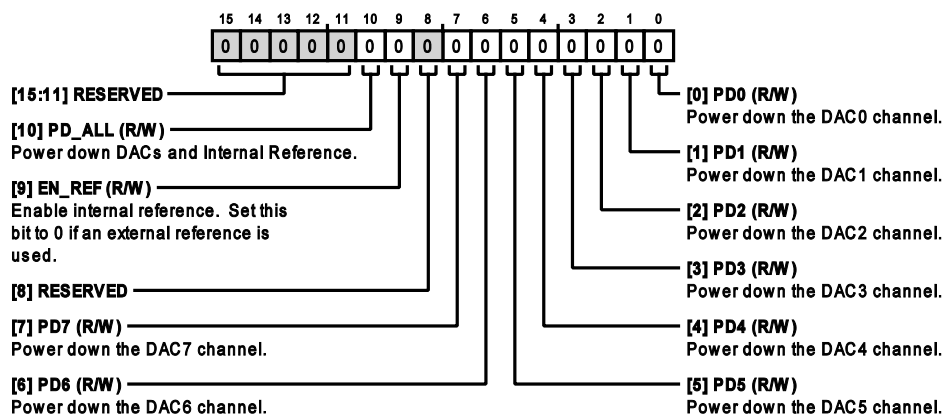 15 14 13 12 11 10 9 8 7 6 5 4 3 2 1 0
0 0 0 0 0 0 0 0 0 0 0 0 0 0 0 0
[15:11] RESERVED
[10] PD_ALL (R/W)
Power down DACs and Internal Reference.
[9] EN_REF (R/W)
Enable internal reference. Set this
bit to 0 if an external reference is
used.
[8] RESERVED
[7] PD7 (R/W)
Power down the DAC7 channel.
[6] PD6 (R/W)
Power down the DAC6 channel.
[0] PD0 (R/W)
Power down the DAC0 channel.
[1] PD1 (R/W)
Power down the DAC1 channel.
[2] PD2 (R/W)
Power down the DAC2 channel.
[3] PD3 (R/W)
Power down the DAC3 channel.
[4] PD4 (R/W)
Power down the DAC4 channel.
[5] PD5 (R/W)
Power down the DAC5 channel.